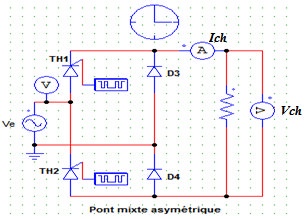 Ich
TH1
D3
A
V
V
Vch
Ve
TH2
D4
Pont mixte asymétrique